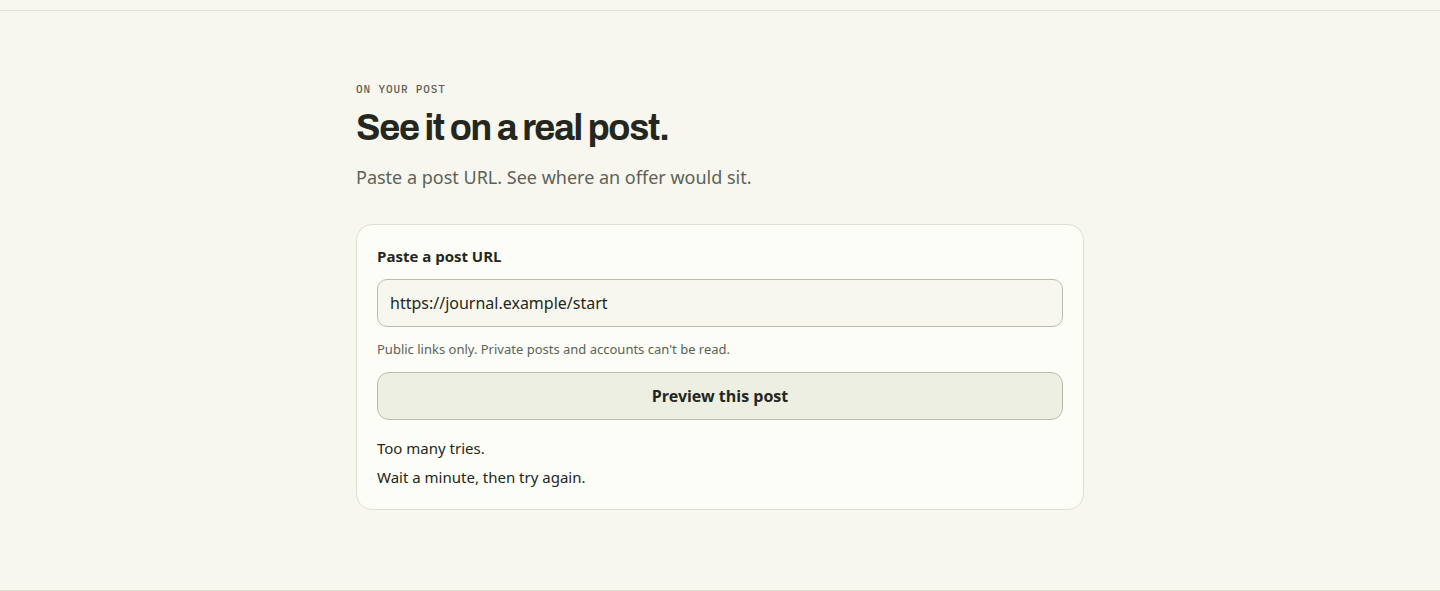 ON YOUR POST
See it on a real post.
Paste a post URL. See where an offer would sit.
Paste a post URL
https://journal.example/start
Public links only. Private posts and accounts can't be read.
Preview this post
Too many tries.
Wait a minute, then try again.